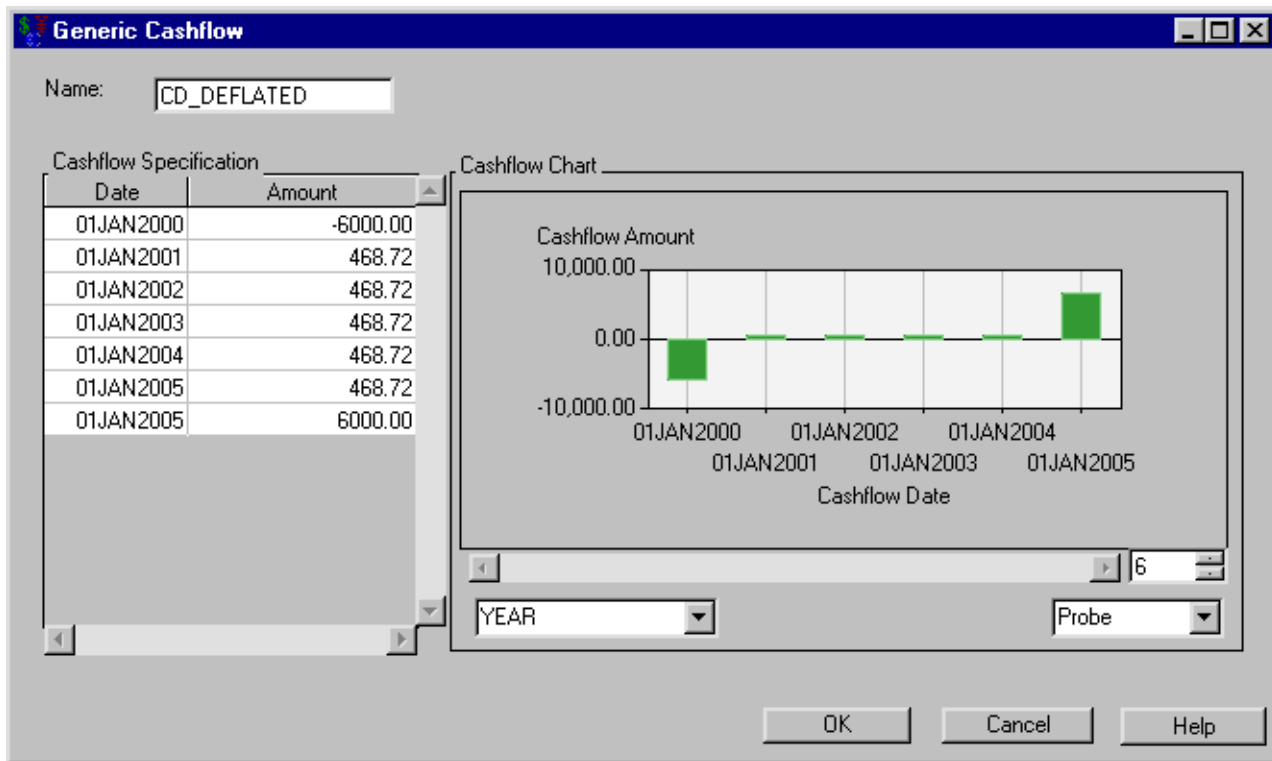 Generic Cashflow
Name: CD_DEFLATED
Cashflow Specification
Date Amount
01JAN2000 -6000.00
01JAN2001 468.72
01JAN2002 468.72
01JAN2003 468.72
01JAN2004 468.72
01JAN2005 468.72
01JAN2005 6000.00
Cashflow Chart
Cashflow Amount
10,000.00
0.00
-10,000.00
01JAN2000 01JAN2002 01JAN2004
01JAN2001 01JAN2003 01JAN2005
Cashflow Date
6
YEAR Probe
OK Cancel Help